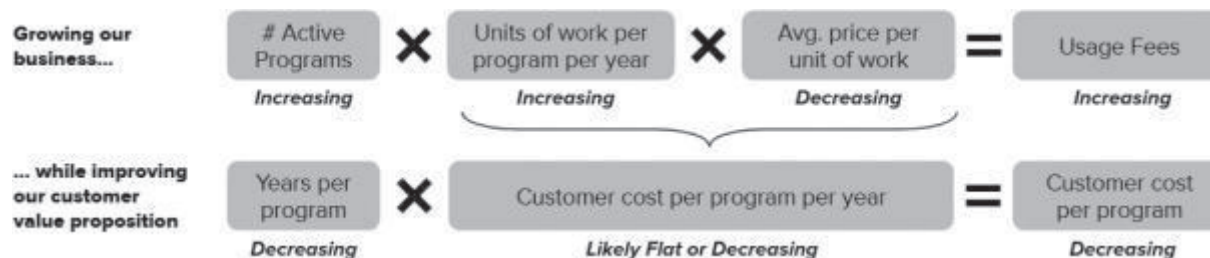 Growing our
business...
# Active
Programs
×
Units of work per
program per year
×
Avg. price per
unit of work
=
Usage Fees
Increasing
Increasing
Decreasing
Increasing
... while improving
our customer
value proposition
Years per
program
×
Customer cost per program per year
=
Customer cost
per program
Decreasing
Likely Flat or Decreasing
Decreasing